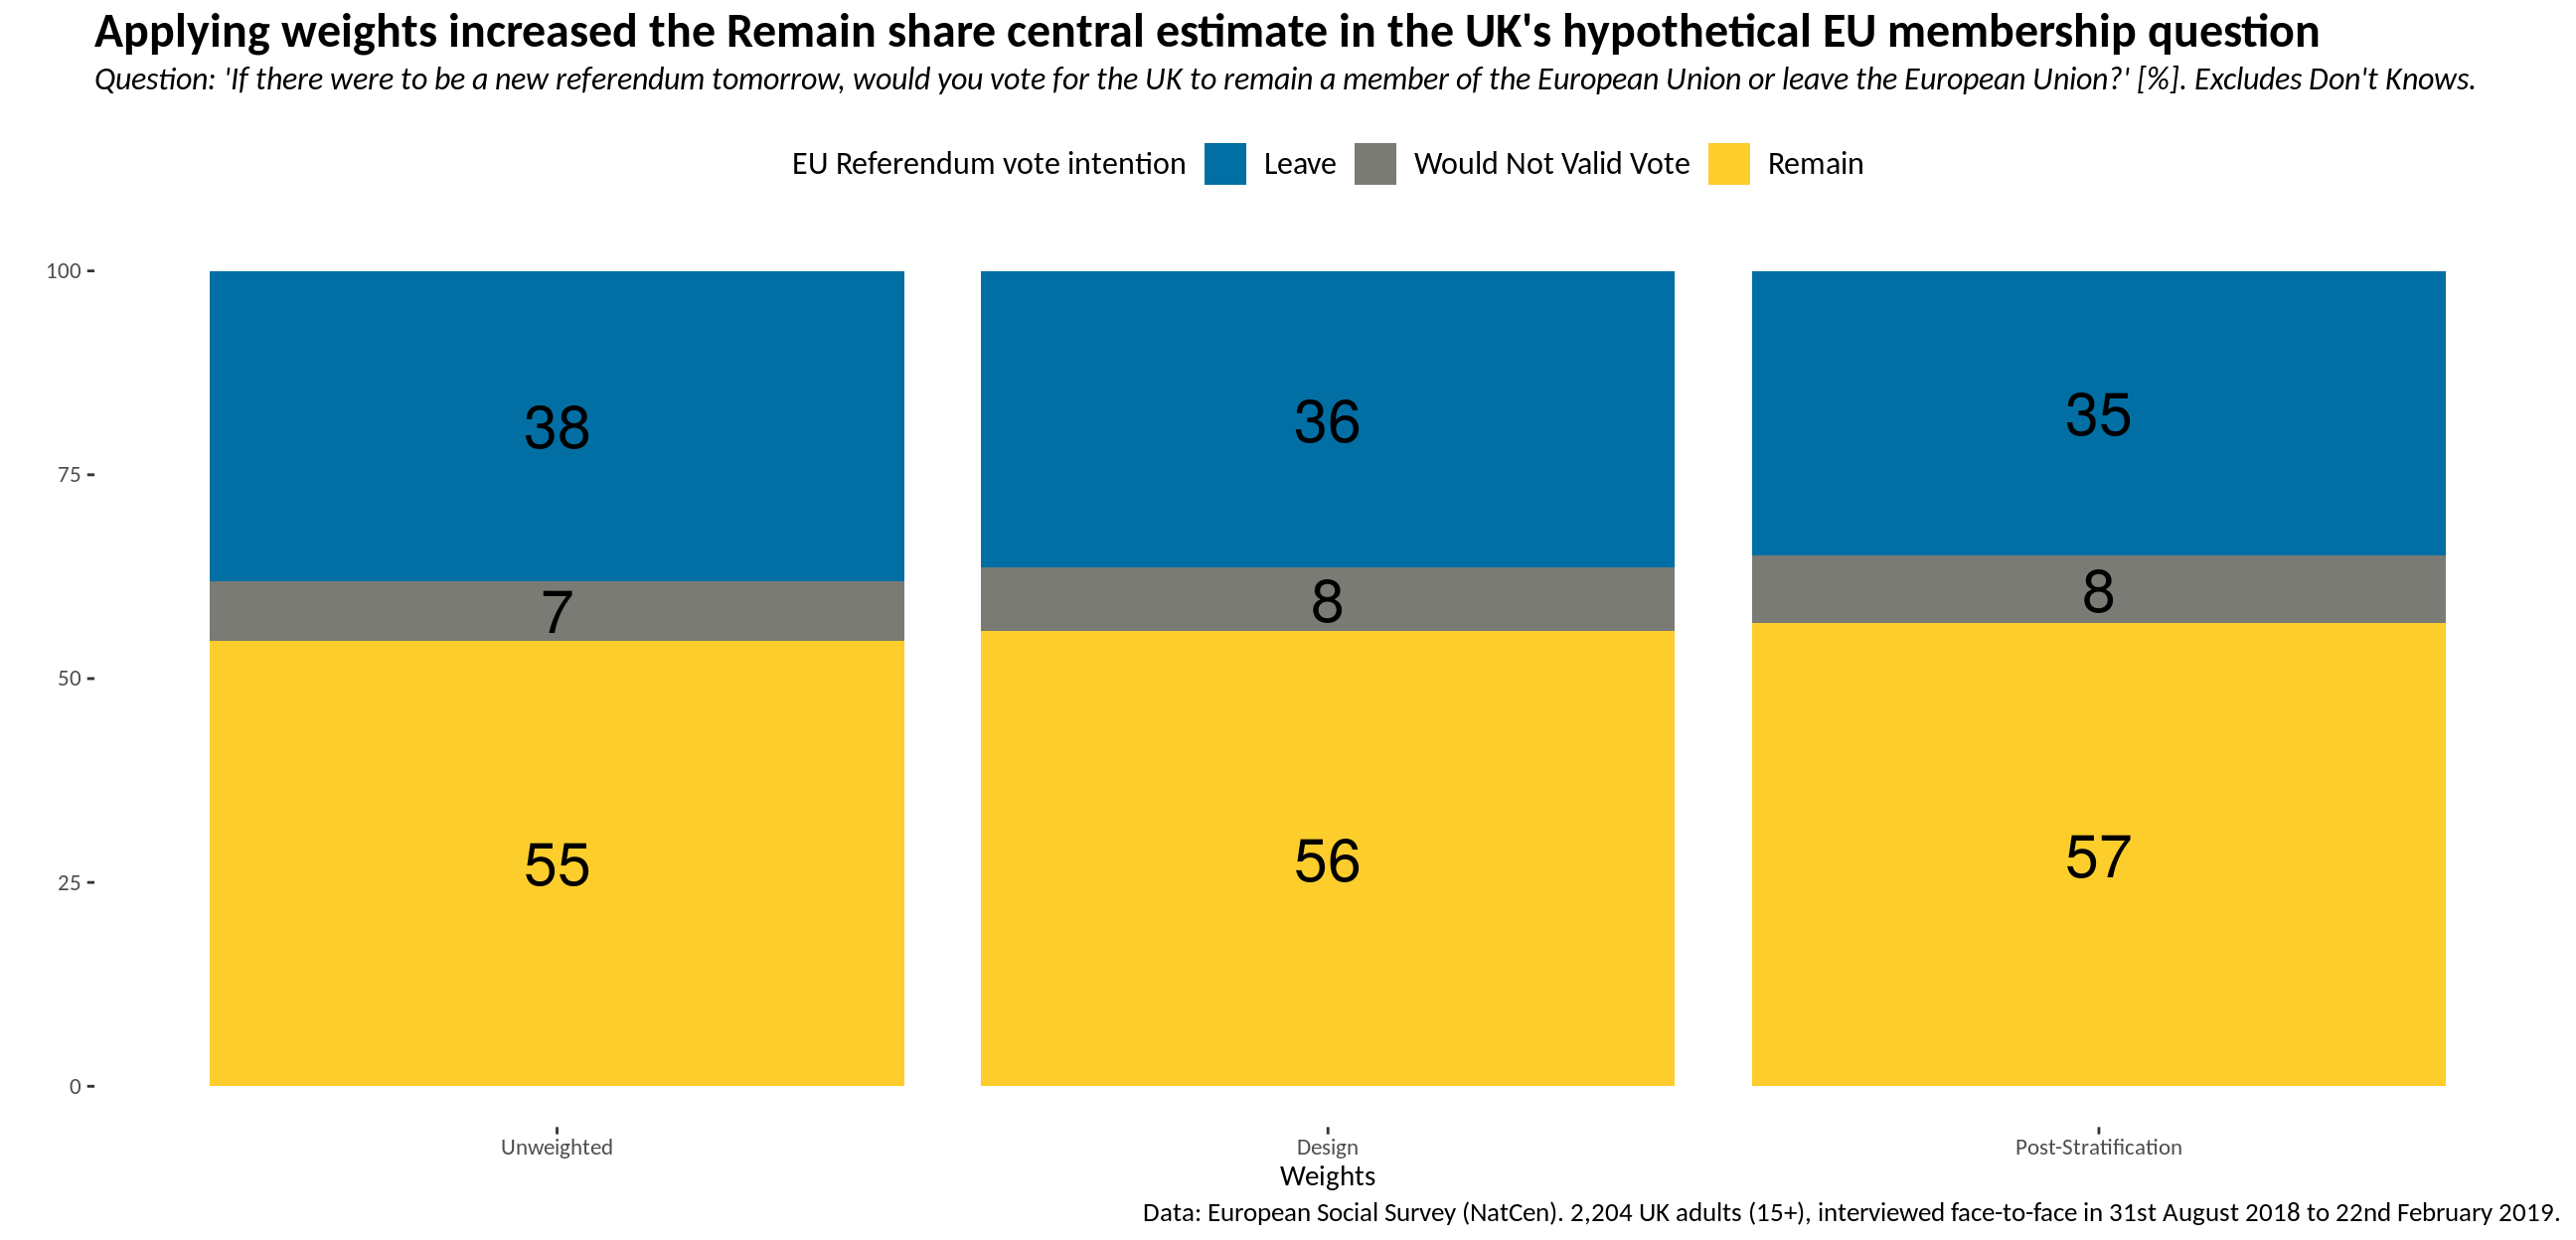 Applying weights increased the Remain share central estimate in the UK's hypothetical EU membership question
Question: 'If there were to be a new referendum tomorrow, would you vote for the UK to remain a member of the European Union or leave the European Union?' [%]. Excludes Don't Knows.
EU Referendum vote intention Leave Would Not Valid Vote Remain
100
75
50
25
0
38 36 35
7 8 8
55 56 57
Unweighted Design Post-Stratification
Weights
Data: European Social Survey (NatCen). 2,204 UK adults (15+), interviewed face-to-face in 31st August 2018 to 22nd February 2019.